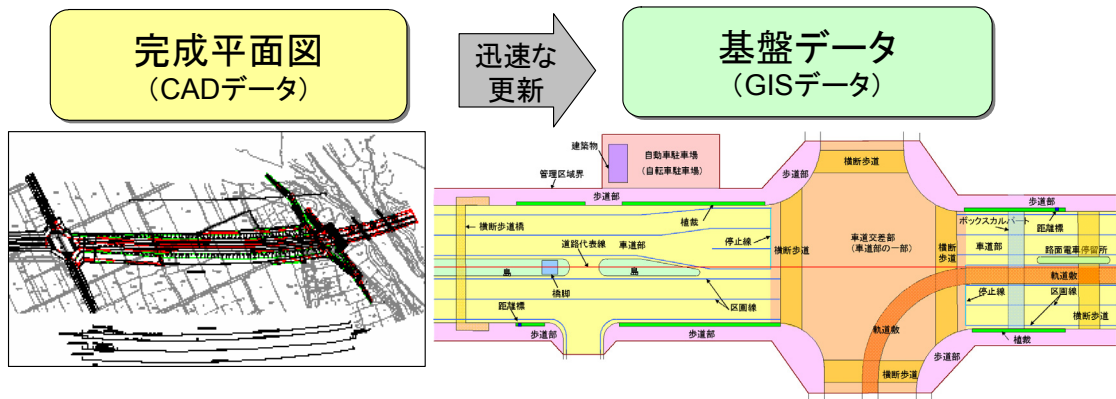 完成平面図
（CADデータ）
迅速な
更新
基盤データ
（GISデータ）
建築物
自動車駐車場
（自転車駐車場）
管理区域界
歩道部
植栽
横断歩道橋
道路代表線
車道部
停止線
島
島
橋脚
区画線
距離標
歩道部
歩道部
横断歩道
歩道部
歩道部
横断歩道
車道交差部
（車道部の一部）
横断歩道
軌道敷
横断歩道
歩道部
歩道部
ボックスカルバート
距離標
車道部
路面電車停留所
軌道敷
停止線
区画線
横断歩道
植栽